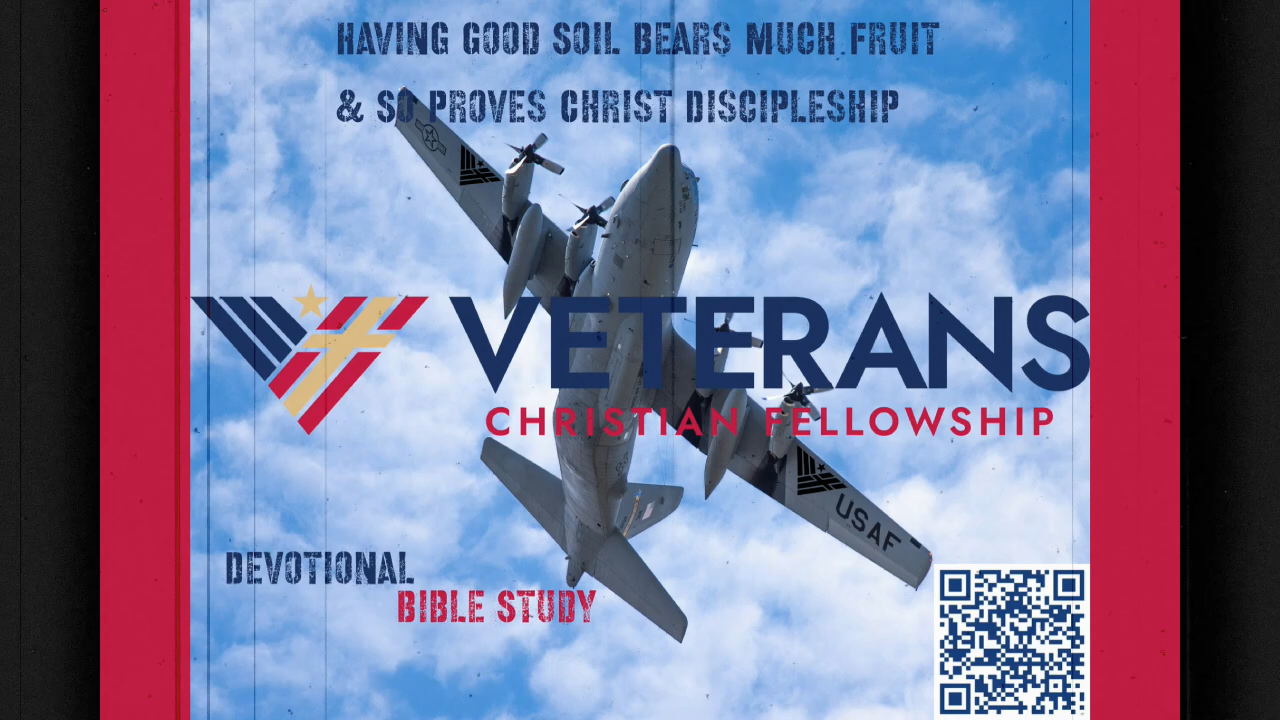 HAVING GOOD SOIL BEARS MUCH FRUIT
& SO PROVES CHRIST DISCIPLESHIP
VETERANS
CHRISTIAN FELLOWSHIP
USAF
DEVOTIONAL
BIBLE STUDY